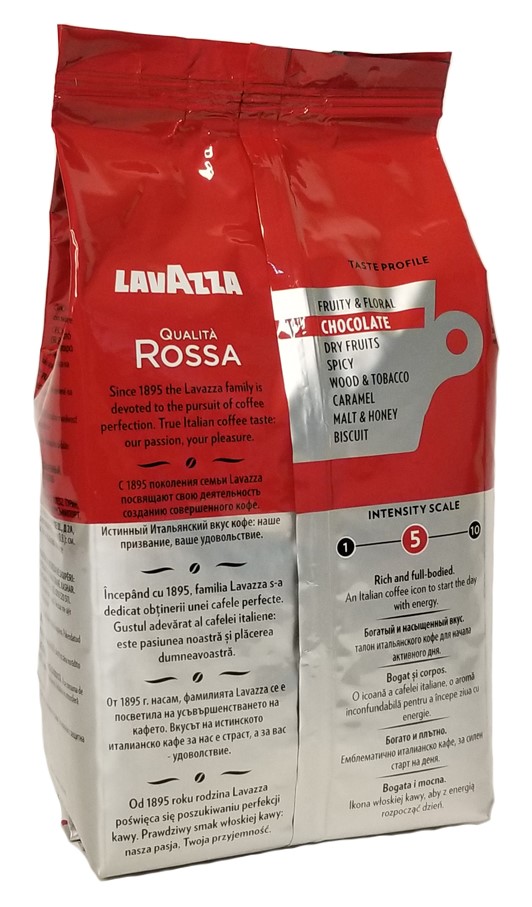 LAVAZZA
QUALITÀ
ROSSA
Since 1895 the Lavazza family is
devoted to the pursuit of coffee
perfection. True Italian coffee taste:
our passion, your pleasure.
С 1895 поколения семьи Lavazza
посвящают свою деятельность
созданию совершенного кофе.
Истинный Итальянский вкус кофе: наше
призвание, ваше удовольствие.
Începând cu 1895, familia Lavazza s-a
dedicat obținerii unei cafele perfecte.
Gustul adevărat al cafelei italiene:
este pasiunea noastră și plăcerea
dumneavoastră.
От 1895 г. насам, фамилията Lavazza се е
посветила на усъвършенстването на
кафето. Вкусът на истинското
италианско кафе за нас е страст, а за вас
- удоволствие.
Od 1895 roku rodzina Lavazza
poświęca się poszukiwaniu perfekcji
kawy. Prawdziwy smak włoskiej kawy:
nasza pasja, Twoja przyjemność.
TASTE PROFILE
FRUITY & FLORAL
CHOCOLATE
DRY FRUITS
SPICY
WOOD & TOBACCO
CARAMEL
MALT & HONEY
BISCUIT
INTENSITY SCALE
1 5 10
Rich and full-bodied.
An Italian coffee icon to start the day
with energy.
Богатый и насыщенный вкус.
талон итальянского кофе для начала
активного дня.
Bogat și corpos.
O icoană a cafelei italiene, o aromă
inconfundabilă pentru a începe ziua cu
energie.
Богато и плътно.
Емблематично италианско кафе, за силен
старт на деня.
Bogata i mocna.
Ikona włoskiej kawy, aby z energią
rozpocząć dzień.